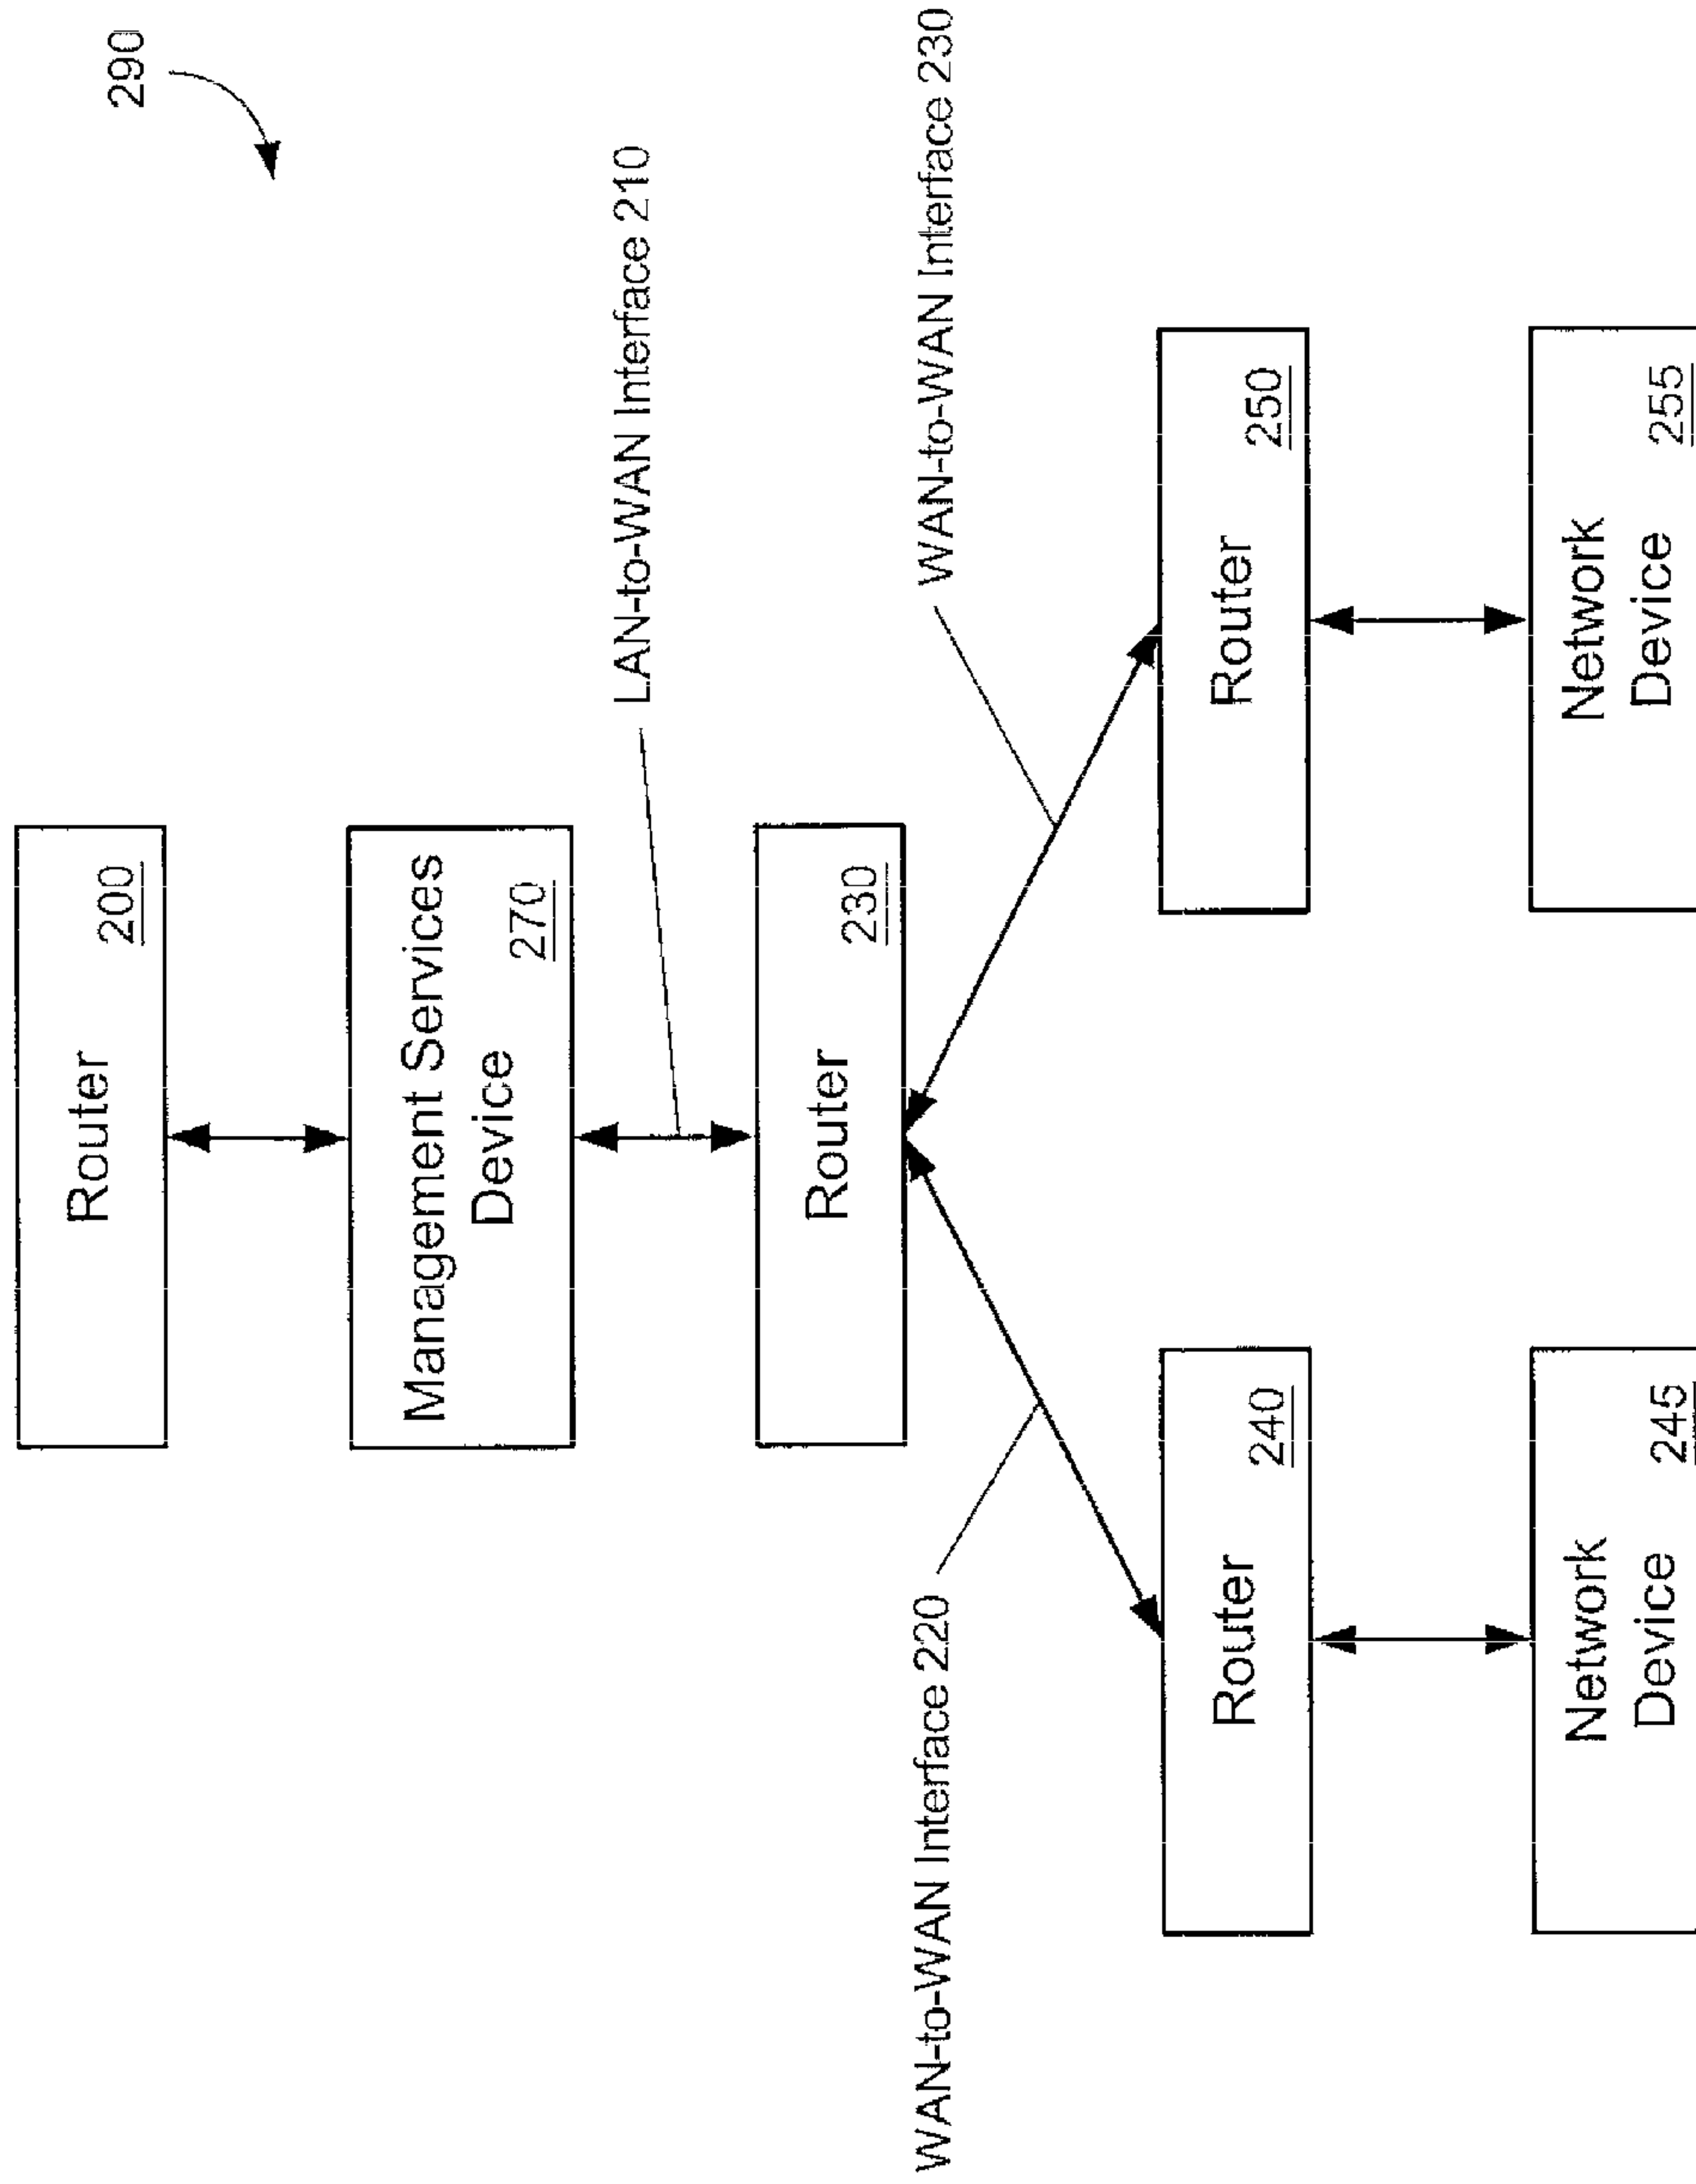 290
Router
200
Management Services
Device
270
LAN-to-WAN Interface 210
Router
230
WAN-to-WAN Interface 220
WAN-to-WAN Interface 230
Router
240
Router
250
Network
Device
245
Network
Device
255